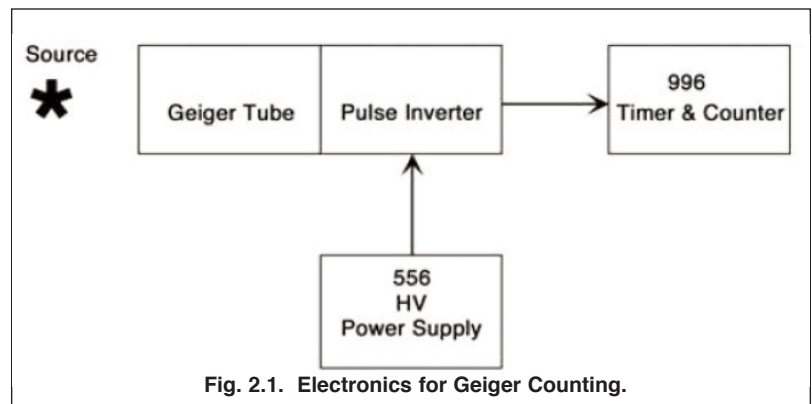 Source
Geiger Tube
Pulse Inverter
996
Timer & Counter
556
HV
Power Supply
Fig. 2.1. Electronics for Geiger Counting.